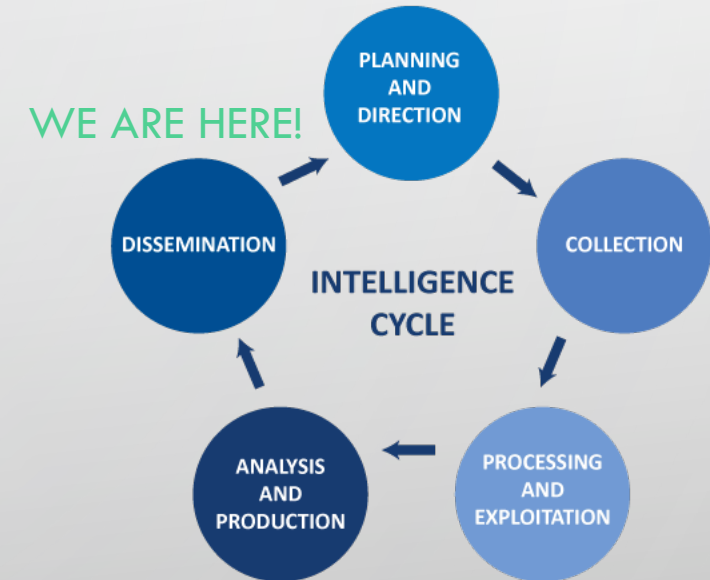 PLANNING
AND
DIRECTION
WE ARE HERE!
DISSEMINATION
COLLECTION
INTELLIGENCE
CYCLE
ANALYSIS
AND
PRODUCTION
PROCESSING
AND
EXPLOITATION